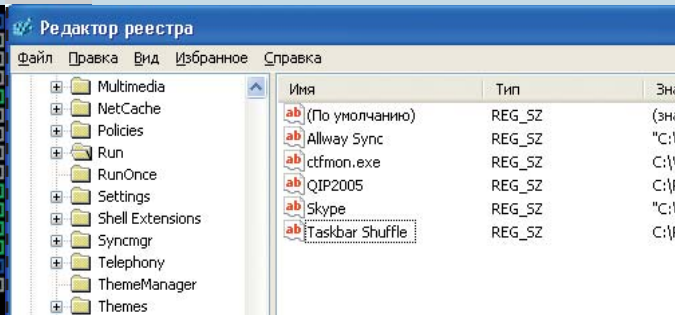 Редактор реестра
Файл Правка Вид Избранное Справка
Multimedia
NetCache
Policies
Run
RunOnce
Settings
Shell Extensions
Syncmgr
Telephony
ThemeManager
Themes
Имя Тип
(По умолчанию) REG_SZ
Allway Sync REG_SZ "C:\
ctfmon.exe REG_SZ C:\
QIP2005 REG_SZ C:\
Skype REG_SZ "C:\
Taskbar Shuffle REG_SZ C:\